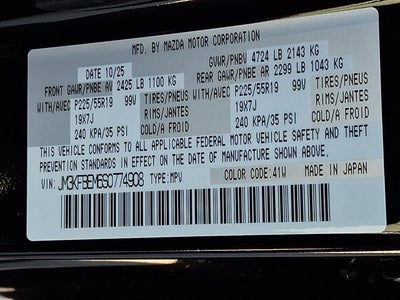 MFD. BY MAZDA MOTOR CORPORATION
DATE 10/25 GVWR/PNBV 4724 LB 2143 KG
FRONT GAWR/PNBE AV 2425 LB 1100 KG REAR GAWR/PNBE AR 2299 LB 1043 KG
WITH/AVEC P225/55R19 99V TIRES/PNEUS WITH/AVEC P225/55R19 99V TIRES/PNEUS
19X7J RIMS/JANTES 19X7J RIMS/JANTES
240 KPA/35 PSI COLD/A FROID 240 KPA/35 PSI COLD/A FROID
THIS VEHICLE CONFORMS TO ALL APPLICABLE FEDERAL MOTOR VEHICLE SAFETY AND THEFT
PREVENTION STANDARDS IN EFFECT ON THE DATE OF MANUFACTURE SHOWN ABOVE.
VIN: TYPE:MPV COLOR CODE:41W MADE IN JAPAN